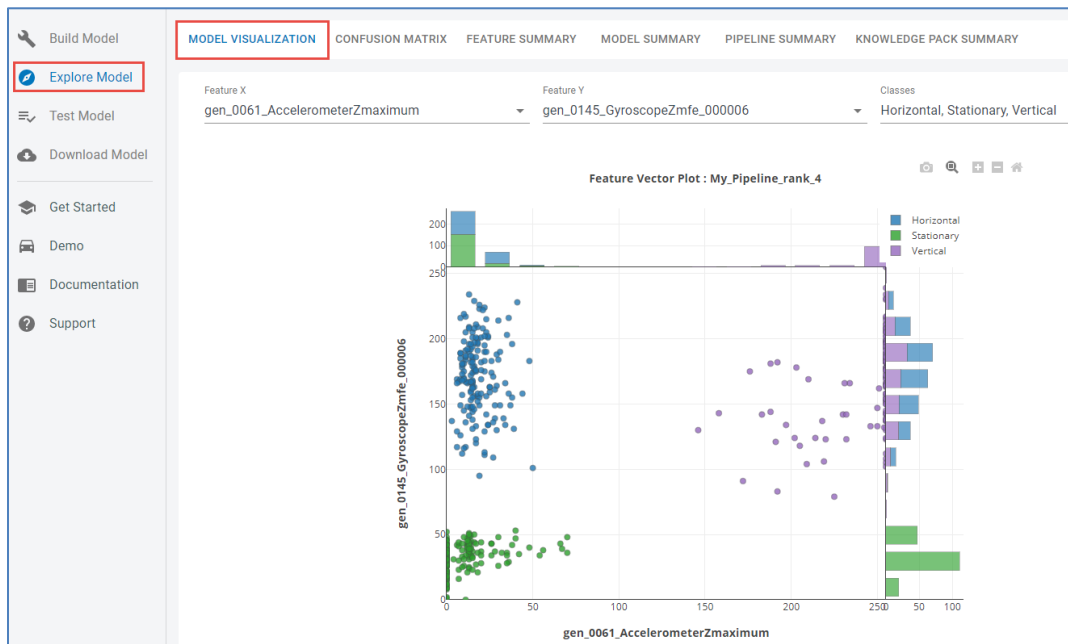 Build Model
Explore Model
Test Model
Download Model
Get Started
Demo
Documentation
Support
MODEL VISUALIZATION CONFUSION MATRIX FEATURE SUMMARY MODEL SUMMARY PIPELINE SUMMARY KNOWLEDGE PACK SUMMARY
Feature X Feature Y Classes
gen_0061_AccelerometerZmaximum gen_0145_GyroscopeZmfe_000006 Horizontal, Stationary, Vertical
Feature Vector Plot : My_Pipeline_rank_4
Horizontal
Stationary
Vertical
200
100
0
250
200
150
100
50
0
gen_0145_GyroscopeZmfe_000006
0 50 100 150 200 250 0 50 100
gen_0061_AccelerometerZmaximum